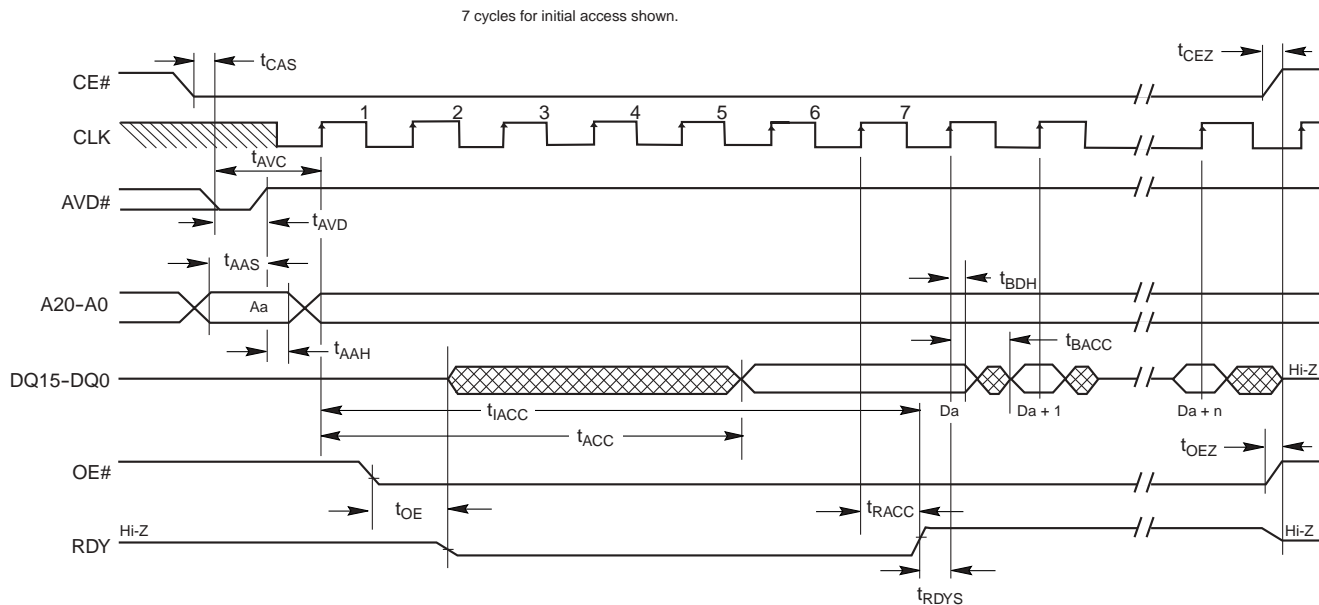 7 cycles for initial access shown.
tCAS
tCEZ
CE#
1 2 3 4 5 6 7
CLK
tAVC
AVD#
tAVD
tAAS
tBDH
A20-A0
Aa
tAAH
tBACC
DQ15-DQ0
Hi-Z
tIACC
Da
Da + 1
Da + n
tACC
tOEZ
OE#
tOE
tRACC
Hi-Z
RDY
Hi-Z
tRDYS